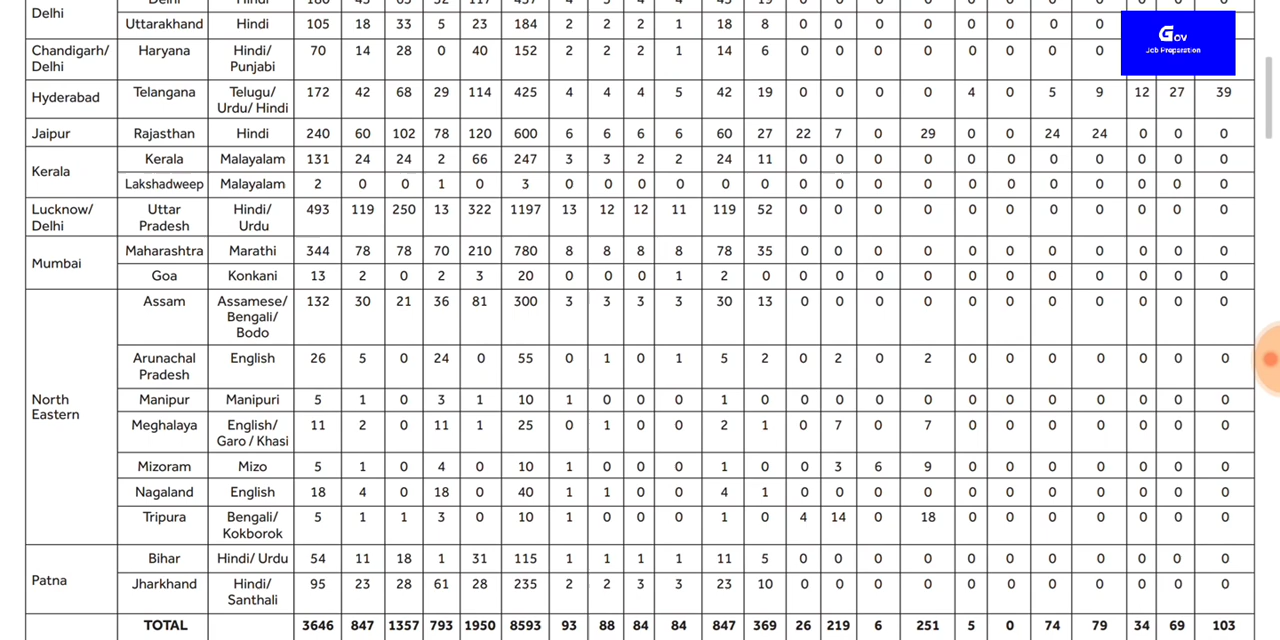 Delhi Hindi
Uttarakhand Hindi 105 18 33 5 23 184 2 2 2 1 18 8 0 0 0 0 0 0 0 0
Chandigarh/ Haryana Hindi/ 70 14 28 0 40 152 2 2 2 1 14 6 0 0 0 0 0 0 0 0
Delhi Punjabi
Gov
Job Preparation
Hyderabad Telangana Telugu/ 172 42 68 29 114 425 4 4 4 5 42 19 0 0 0 0 4 0 5 9 12 27 39
Urdu/ Hindi
Jaipur Rajasthan Hindi 240 60 102 78 120 600 6 6 6 6 60 27 22 7 0 29 0 0 24 24 0 0 0
Kerala Kerala Malayalam 131 24 24 2 66 247 3 3 2 2 24 11 0 0 0 0 0 0 0 0 0 0 0
Lakshadweep Malayalam 2 0 0 1 0 3 0 0 0 0 0 0 0 0 0 0 0 0 0 0 0 0 0
Lucknow/ Uttar Hindi/ 493 119 250 13 322 1197 13 12 12 11 119 52 0 0 0 0 0 0 0 0 0 0 0
Delhi Pradesh Urdu
Mumbai Maharashtra Marathi 344 78 78 70 210 780 8 8 8 8 78 35 0 0 0 0 0 0 0 0 0 0 0
Goa Konkani 13 2 0 2 3 20 0 0 0 1 2 0 0 0 0 0 0 0 0 0 0 0 0
North Assam Assamese/ 132 30 21 36 81 300 3 3 3 3 30 13 0 0 0 0 0 0 0 0 0 0 0
Eastern Bengali/
Bodo
Arunachal English 26 5 0 24 0 55 0 1 0 1 5 2 0 2 0 2 0 0 0 0 0 0 0
Pradesh
Manipur Manipuri 5 1 0 3 1 10 1 0 0 0 1 0 0 0 0 0 0 0 0 0 0 0 0
Meghalaya English/ 11 2 0 11 1 25 0 1 0 0 2 1 0 7 0 7 0 0 0 0 0 0 0
Garo / Khasi
Mizoram Mizo 5 1 0 4 0 10 1 0 0 0 1 0 0 3 6 9 0 0 0 0 0 0 0
Nagaland English 18 4 0 18 0 40 1 1 0 0 4 1 0 0 0 0 0 0 0 0 0 0 0
Tripura Bengali/ 5 1 1 3 0 10 1 0 0 0 1 0 4 14 0 18 0 0 0 0 0 0 0
Kokborok
Patna Bihar Hindi/ Urdu 54 11 18 1 31 115 1 1 1 1 11 5 0 0 0 0 0 0 0 0 0 0 0
Jharkhand Hindi/ 95 23 28 61 28 235 2 2 3 3 23 10 0 0 0 0 0 0 0 0 0 0 0
Santhali
TOTAL 3646 847 1357 793 1950 8593 93 88 84 84 847 369 26 219 6 251 5 0 74 79 34 69 103